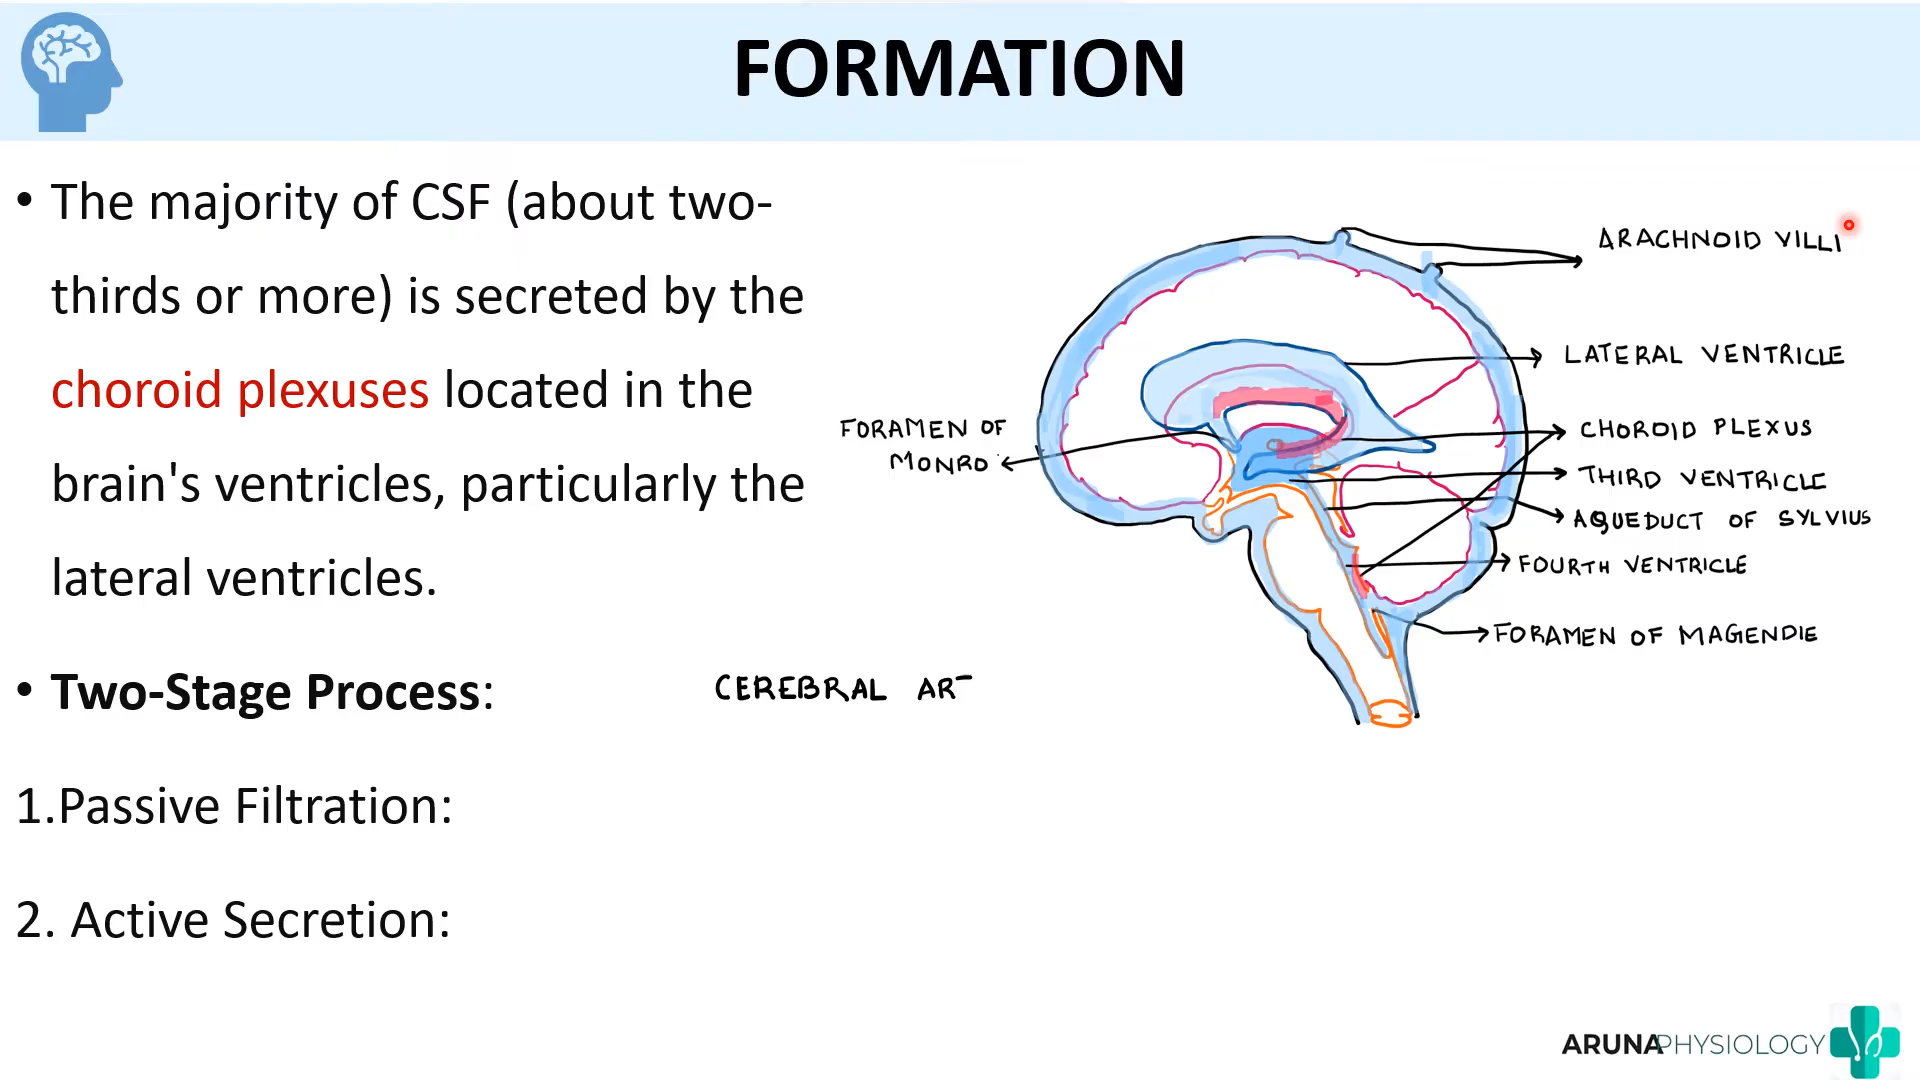 FORMATION
• The majority of CSF (about two-
thirds or more) is secreted by the
choroid plexuses located in the
brain's ventricles, particularly the
lateral ventricles.
• Two-Stage Process:
1.Passive Filtration:
2. Active Secretion:
CEREBRAL AR
FORAMEN OF
MONRO
ARACHNOID VILLI
LATERAL VENTRICLE
CHOROID PLEXUS
THIRD VENTRICLE
AQUEDUCT OF SYLVIUS
FOURTH VENTRICLE
FORAMEN OF MAGENDIE
ARUNAPHYSIOLOGY